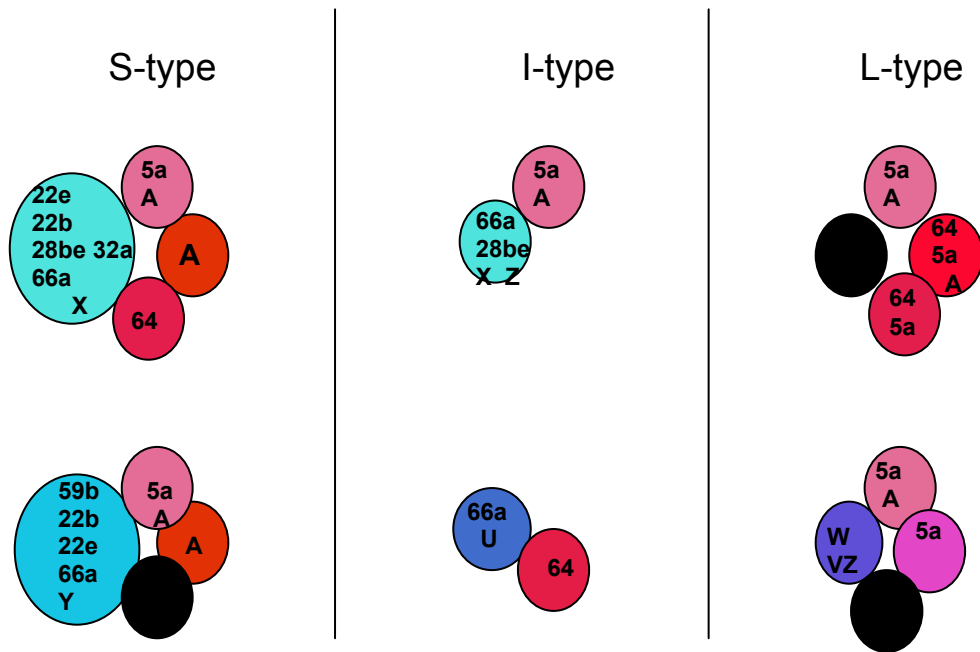 S-type
I-type
L-type
22e
22b
28be 32a
66a
X
5a
A
A
64
5a
A
66a
28be
X Z
5a
A
64
5a
A
64
5a
59b
22b
22e
66a
Y
5a
A
A
66a
U
64
5a
A
W
VZ
5a